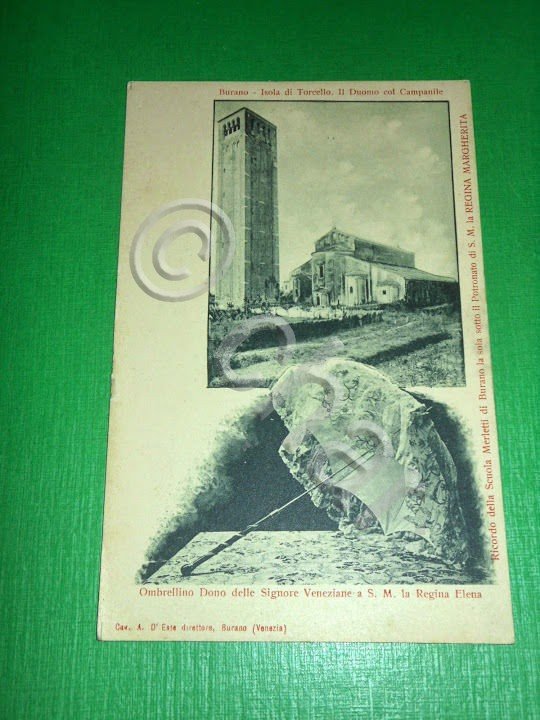 Burano - Isola di Torcello. Il Duomo col Campanile
Ricordo della Scuola Merletti di Burano la sola sotto il Patronato di S. M. la REGINA MARGHERITA
Ombrellino Dono delle Signore Veneziane a S. M. la Regina Elena
Cav. A. D'Este direttore, Burano (Venezia)